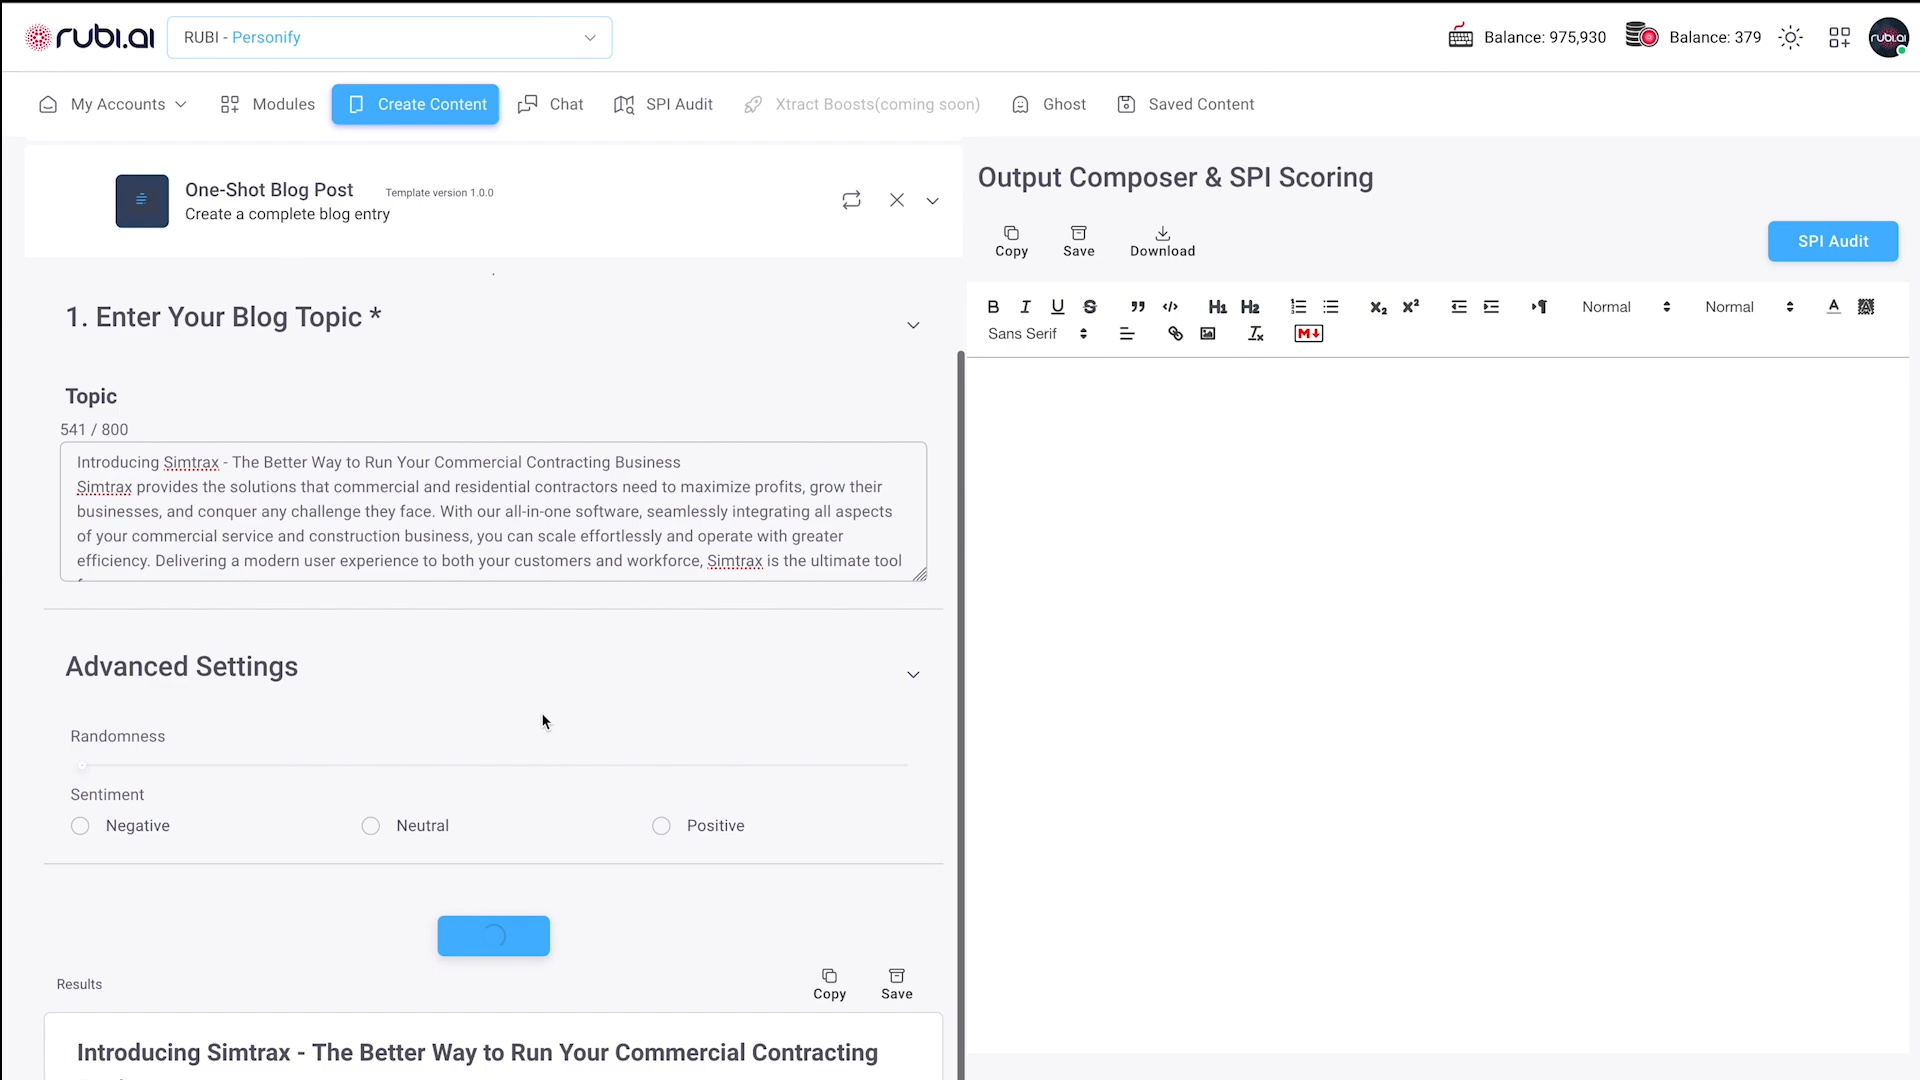 rubi.ai
RUBI - Personify
Balance: 975,930
Balance: 379
rubi.ai
My Accounts
Modules
Create Content
Chat
SPI Audit
Xtract Boosts(coming soon)
Ghost
Saved Content
One-Shot Blog Post
Template version 1.0.0
Create a complete blog entry
1. Enter Your Blog Topic *
Topic
541 / 800
Introducing Simtrax - The Better Way to Run Your Commercial Contracting Business
Simtrax provides the solutions that commercial and residential contractors need to maximize profits, grow their
businesses, and conquer any challenge they face. With our all-in-one software, seamlessly integrating all aspects
of your commercial service and construction business, you can scale effortlessly and operate with greater
efficiency. Delivering a modern user experience to both your customers and workforce, Simtrax is the ultimate tool
Advanced Settings
Randomness
Sentiment
Negative
Neutral
Positive
Results
Copy
Save
Introducing Simtrax - The Better Way to Run Your Commercial Contracting
Output Composer & SPI Scoring
Copy
Save
Download
SPI Audit
B I U S H1 H2 X2 X2 Normal Normal A
Sans Serif
M